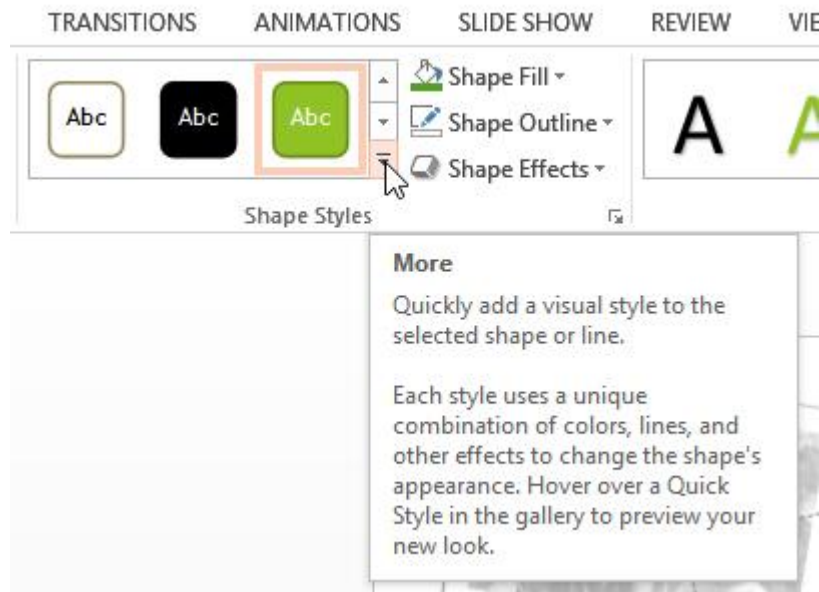 TRANSITIONS ANIMATIONS SLIDE SHOW REVIEW VIE
Abc Abc Abc
Shape Fill
Shape Outline
Shape Effects
A A
Shape Styles
More
Quickly add a visual style to the
selected shape or line.
Each style uses a unique
combination of colors, lines, and
other effects to change the shape's
appearance. Hover over a Quick
Style in the gallery to preview your
new look.